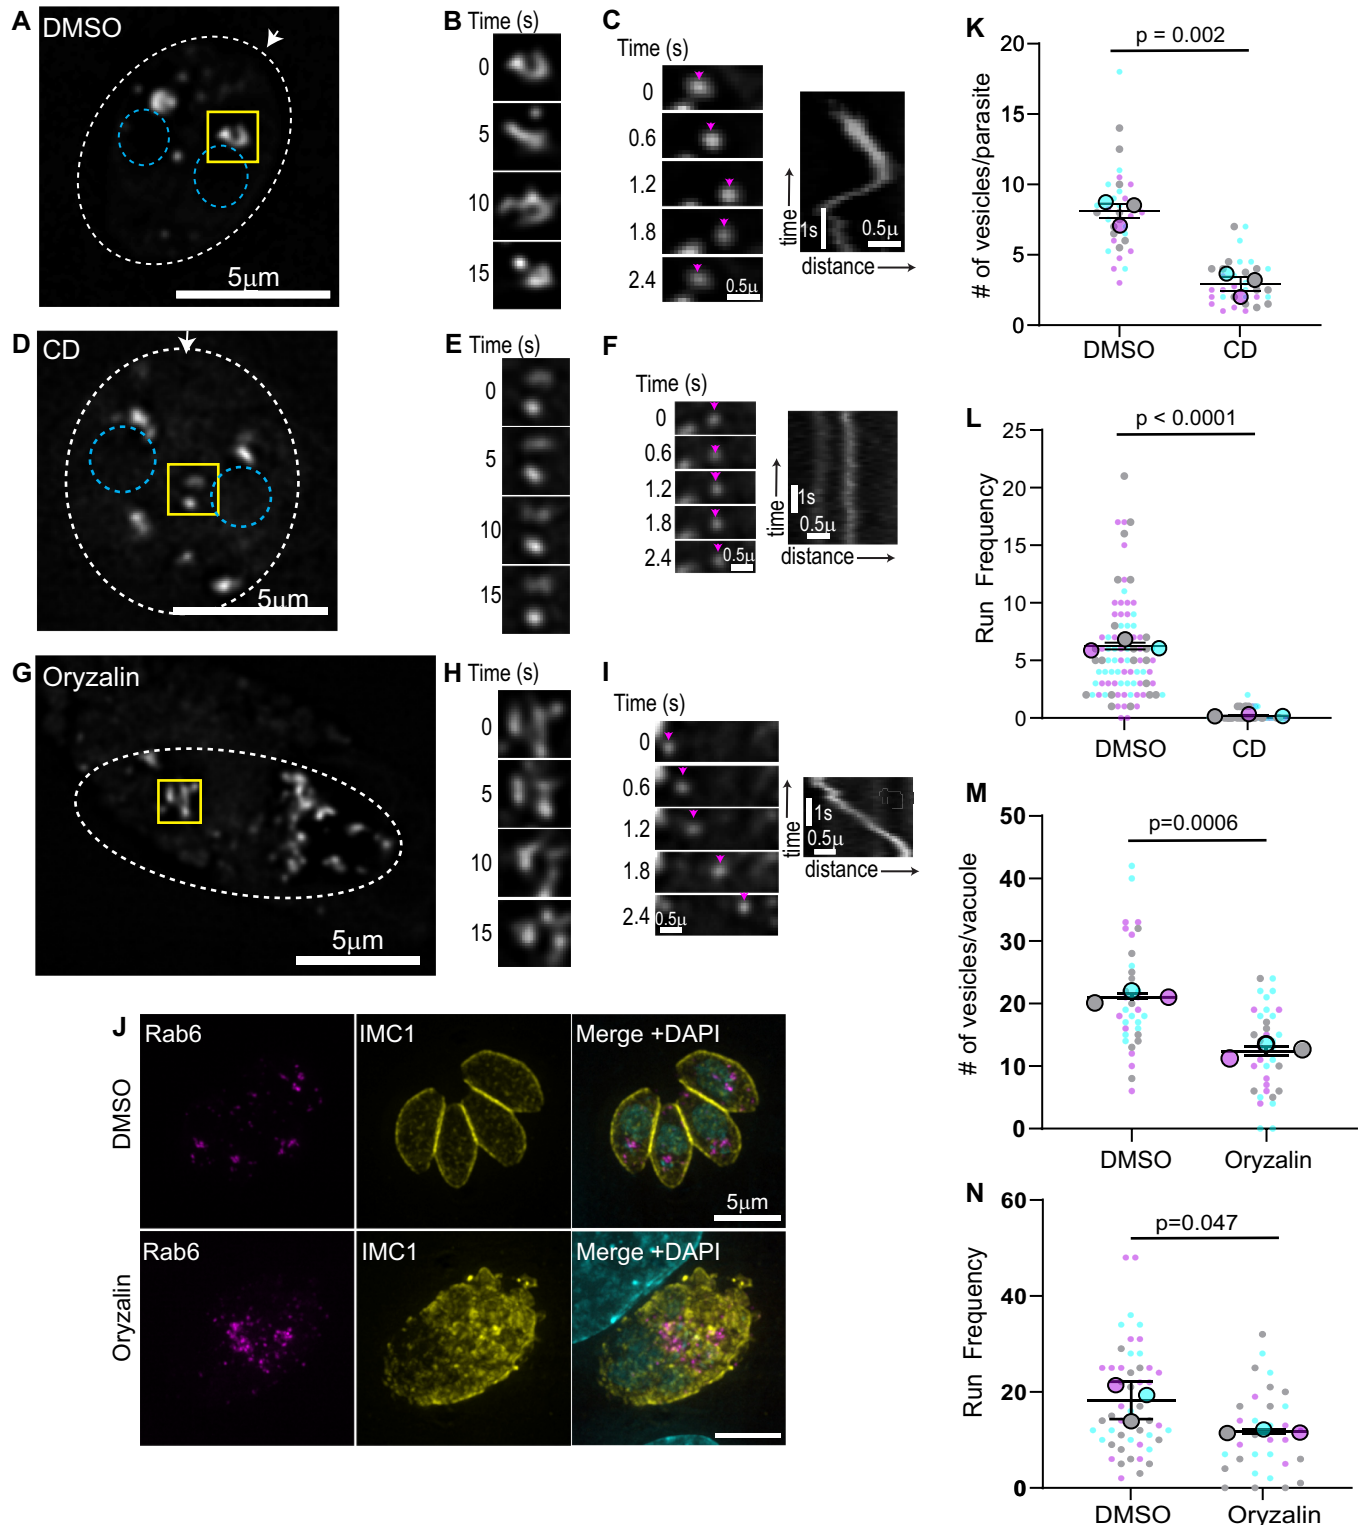 A
DMSO
5µm
B
Time (s)
0
5
10
15
C
Time (s)
0
0.6
1.2
1.8
2.4
0.5µ
time
1s
0.5µ
distance
D
CD
5µm
E
Time (s)
0
5
10
15
F
Time (s)
0
0.6
1.2
1.8
2.4
0.5µ
time
1s
0.5µ
distance
G
Oryzalin
5µm
H
Time (s)
0
5
10
15
I
Time (s)
0
0.6
1.2
1.8
2.4
0.5µ
time
1s
0.5µ
distance
J
DMSO
Rab6
IMC1
Merge +DAPI
5µm
Oryzalin
Rab6
IMC1
Merge +DAPI
K
p = 0.002
# of vesicles/parasite
20
15
10
5
0
DMSO
CD
L
p < 0.0001
Run Frequency
25
20
15
10
5
0
DMSO
CD
M
p=0.0006
# of vesicles/vacuole
50
40
30
20
10
0
DMSO
Oryzalin
N
p=0.047
Run Frequency
60
40
20
0
DMSO
Oryzalin